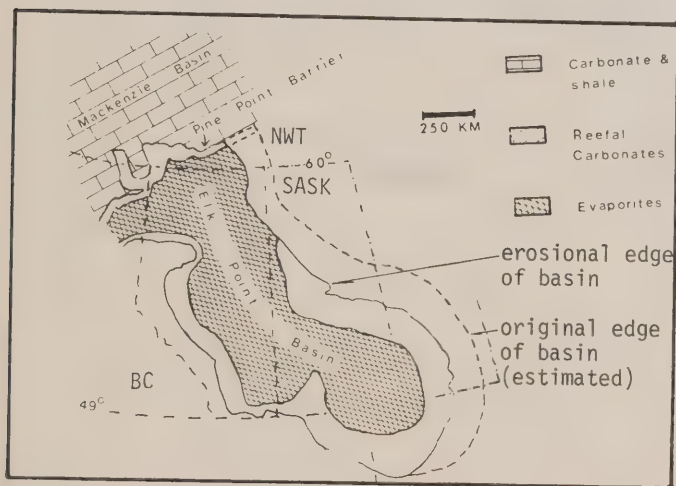 Mackenzie Basin
Pine Point Barrier
NWT
60°
SASK
Elk
Point
Basin
BC
49°
250 KM
Carbonate &
shale
Reefal
Carbonates
Evaporites
erosional edge
of basin
original edge
of basin
(estimated)